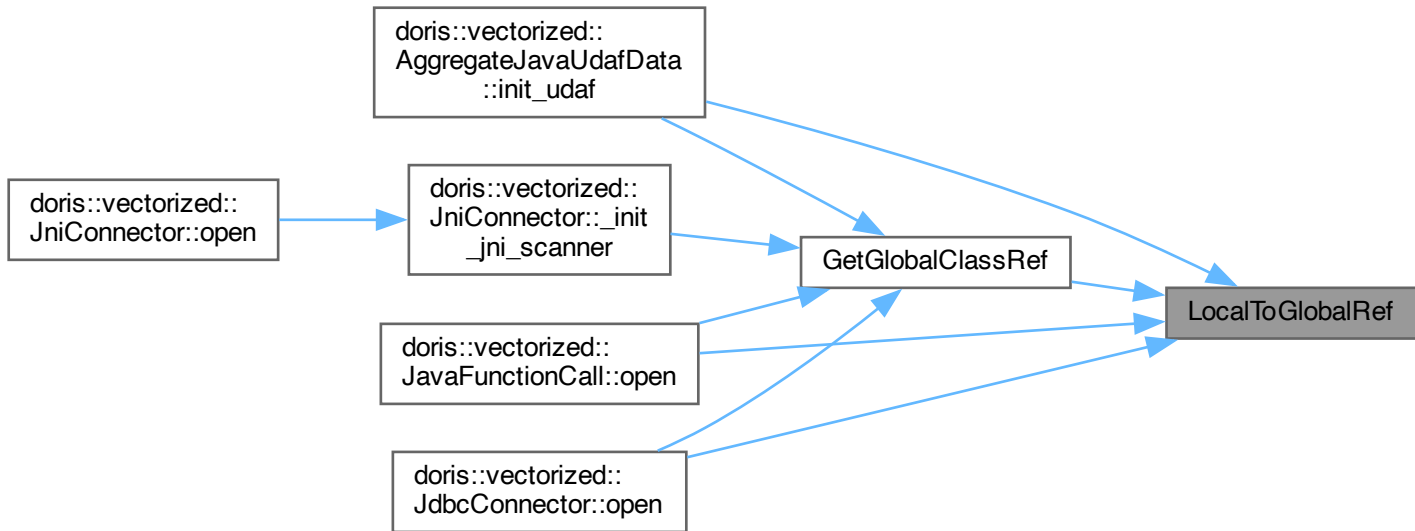 doris::vectorized::
AggregateJavaUdafData
::init_udaf
doris::vectorized::
JniConnector::open
doris::vectorized::
JniConnector::_init
_jni_scanner
GetGlobalClassRef
LocalToGlobalRef
doris::vectorized::
JavaFunctionCall::open
doris::vectorized::
JdbcConnector::open